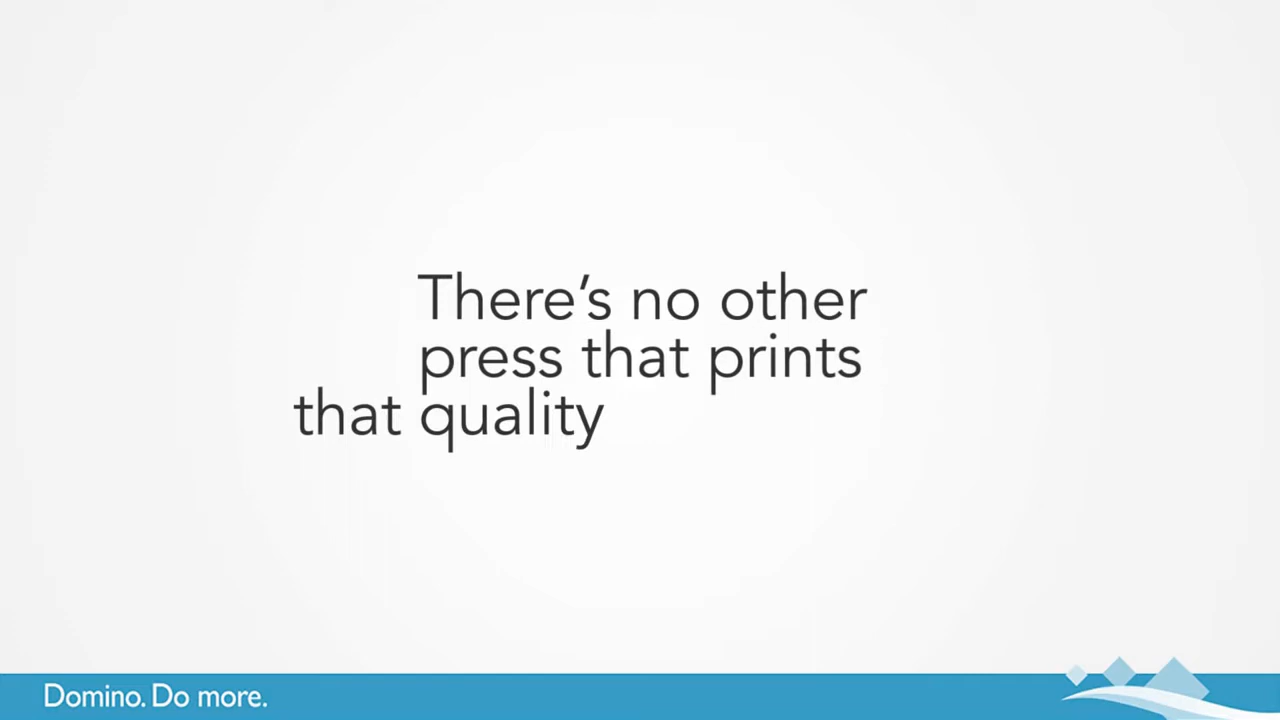 There’s no other
press that prints
that quality
Domino. Do more.